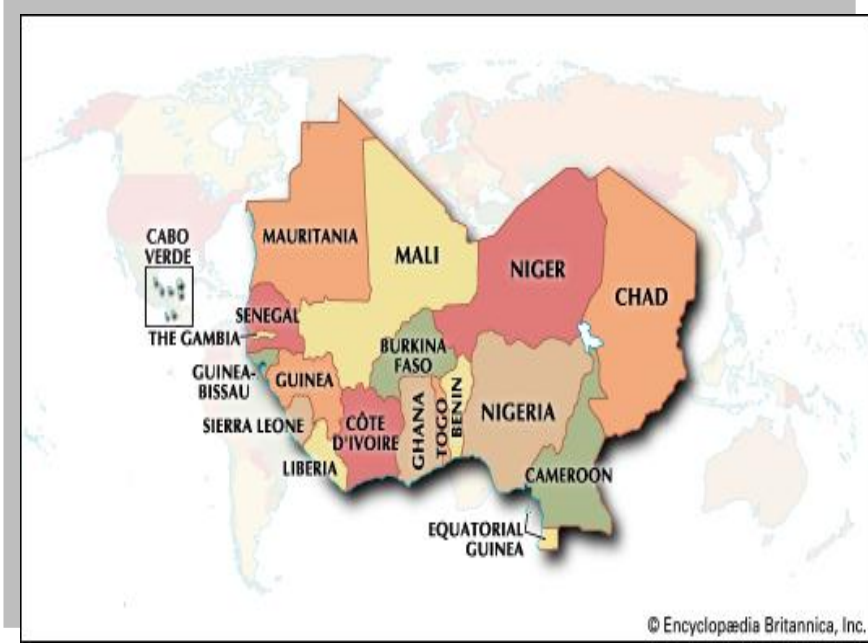 CABO
VERDE
MAURITANIA
MALI
NIGER
CHAD
SENEGAL
THE GAMBIA
GUINEA-
BISSAU
GUINEA
BURKINA
FASO
SIERRA LEONE
CÔTE
D'IVOIRE
LIBERIA
GHANA
TOGO
BENIN
NIGERIA
CAMEROON
EQUATORIAL
GUINEA
© Encyclopædia Britannica, Inc.